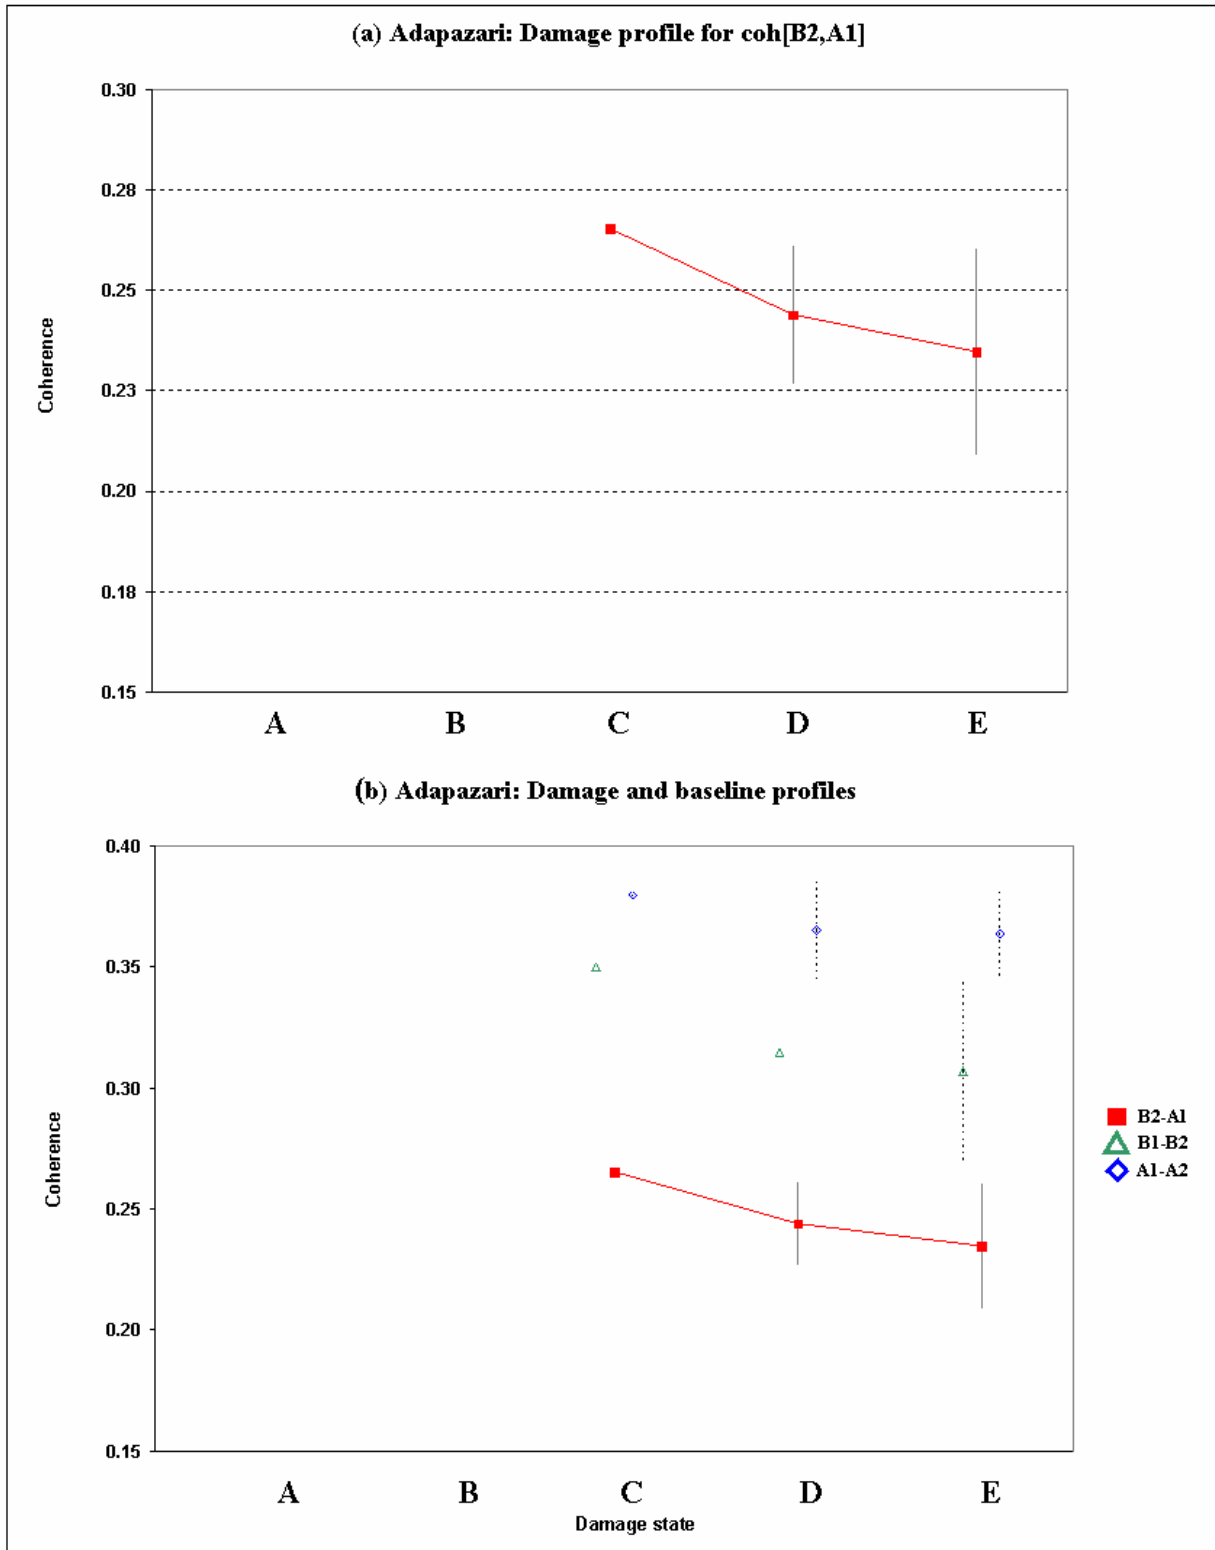 (a) Adapazari: Damage profile for coh[B2,A1]
0.30
0.28
0.25
0.23
0.20
0.18
0.15
Coherence
A B C D E
(b) Adapazari: Damage and baseline profiles
0.40
0.35
0.30
0.25
0.20
0.15
Coherence
B2-A1
B1-B2
A1-A2
A B C D E
Damage state